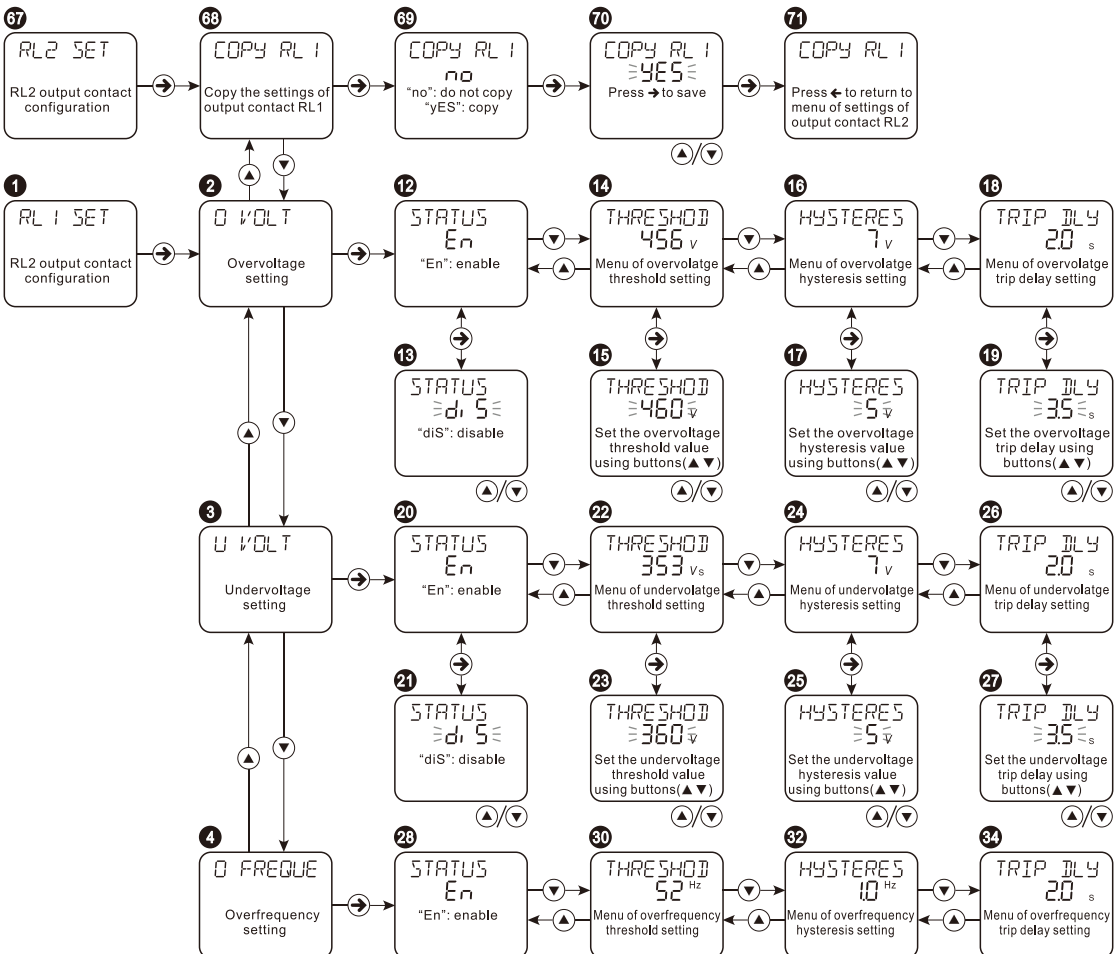 67
RL2 SET
RL2 output contact
configuration
68
COPY RL1
Copy the settings of
output contact RL1
69
COPY RL1
no
“no”: do not copy
“yES”: copy
70
COPY RL1
yES
Press → to save
71
COPY RL1
Press ← to return to
menu of settings of
output contact RL2
1
RL1 SET
RL2 output contact
configuration
2
O VOLT
Overvoltage
setting
12
STATUS
En
“En”: enable
14
THRESHOD
456 V
Menu of overvolatge
threshold setting
16
HYSTERES
7 V
Menu of overvolatge
hysteresis setting
18
TRIP DLY
2.0 s
Menu of overvolatge
trip delay setting
13
STATUS
diS
“diS”: disable
15
THRESHOD
460 V
Set the overvoltage
threshold value
using buttons(▲ ▼)
17
HYSTERES
5 V
Set the overvoltage
hysteresis value
using buttons(▲ ▼)
19
TRIP DLY
3.5 s
Set the overvoltage
trip delay using
buttons(▲ ▼)
3
U VOLT
Undervoltage
setting
20
STATUS
En
“En”: enable
22
THRESHOD
353 Vs
Menu of undervolatge
threshold setting
24
HYSTERES
7 V
Menu of undervolatge
hysteresis setting
26
TRIP DLY
2.0 s
Menu of undervolatge
trip delay setting
21
STATUS
diS
“diS”: disable
23
THRESHOD
360 V
Set the undervoltage
threshold value
using buttons(▲ ▼)
25
HYSTERES
5 V
Set the undervoltage
hysteresis value
using buttons(▲ ▼)
27
TRIP DLY
3.5 s
Set the undervoltage
trip delay using
buttons(▲ ▼)
4
O FREQUE
Overfrequency
setting
28
STATUS
En
“En”: enable
30
THRESHOD
52 Hz
Menu of overfrequency
threshold setting
32
HYSTERES
1.0 Hz
Menu of overfrequency
hysteresis setting
34
TRIP DLY
2.0 s
Menu of overfrequency
trip delay setting